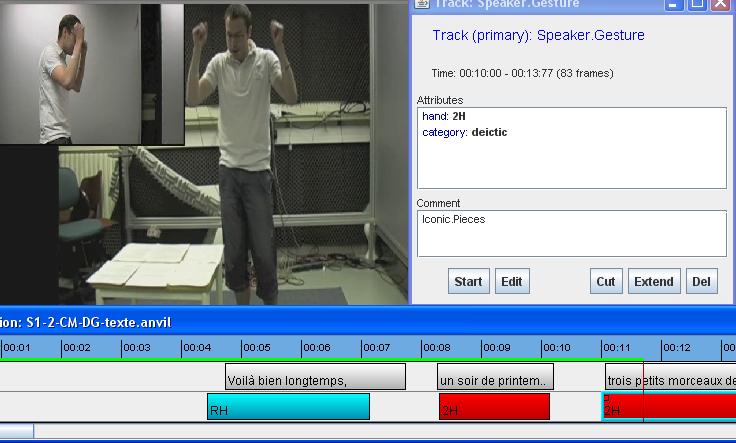 Track: Speaker.Gesture
Track (primary): Speaker.Gesture
Time: 00:10:00 - 00:13:77 (83 frames)
Attributes
hand: 2H
category: deictic
Comment
Iconic.Pieces
Start Edit Cut Extend Del
ion: S1-2-CM-DG-texte.anvil
00:01 00:02 00:03 00:04 00:05 00:06 00:07 00:08 00:09 00:10 00:11 00:12 00
Voilà bien longtemps, un soir de printem.. trois petits morceaux de
RH 2H 2H